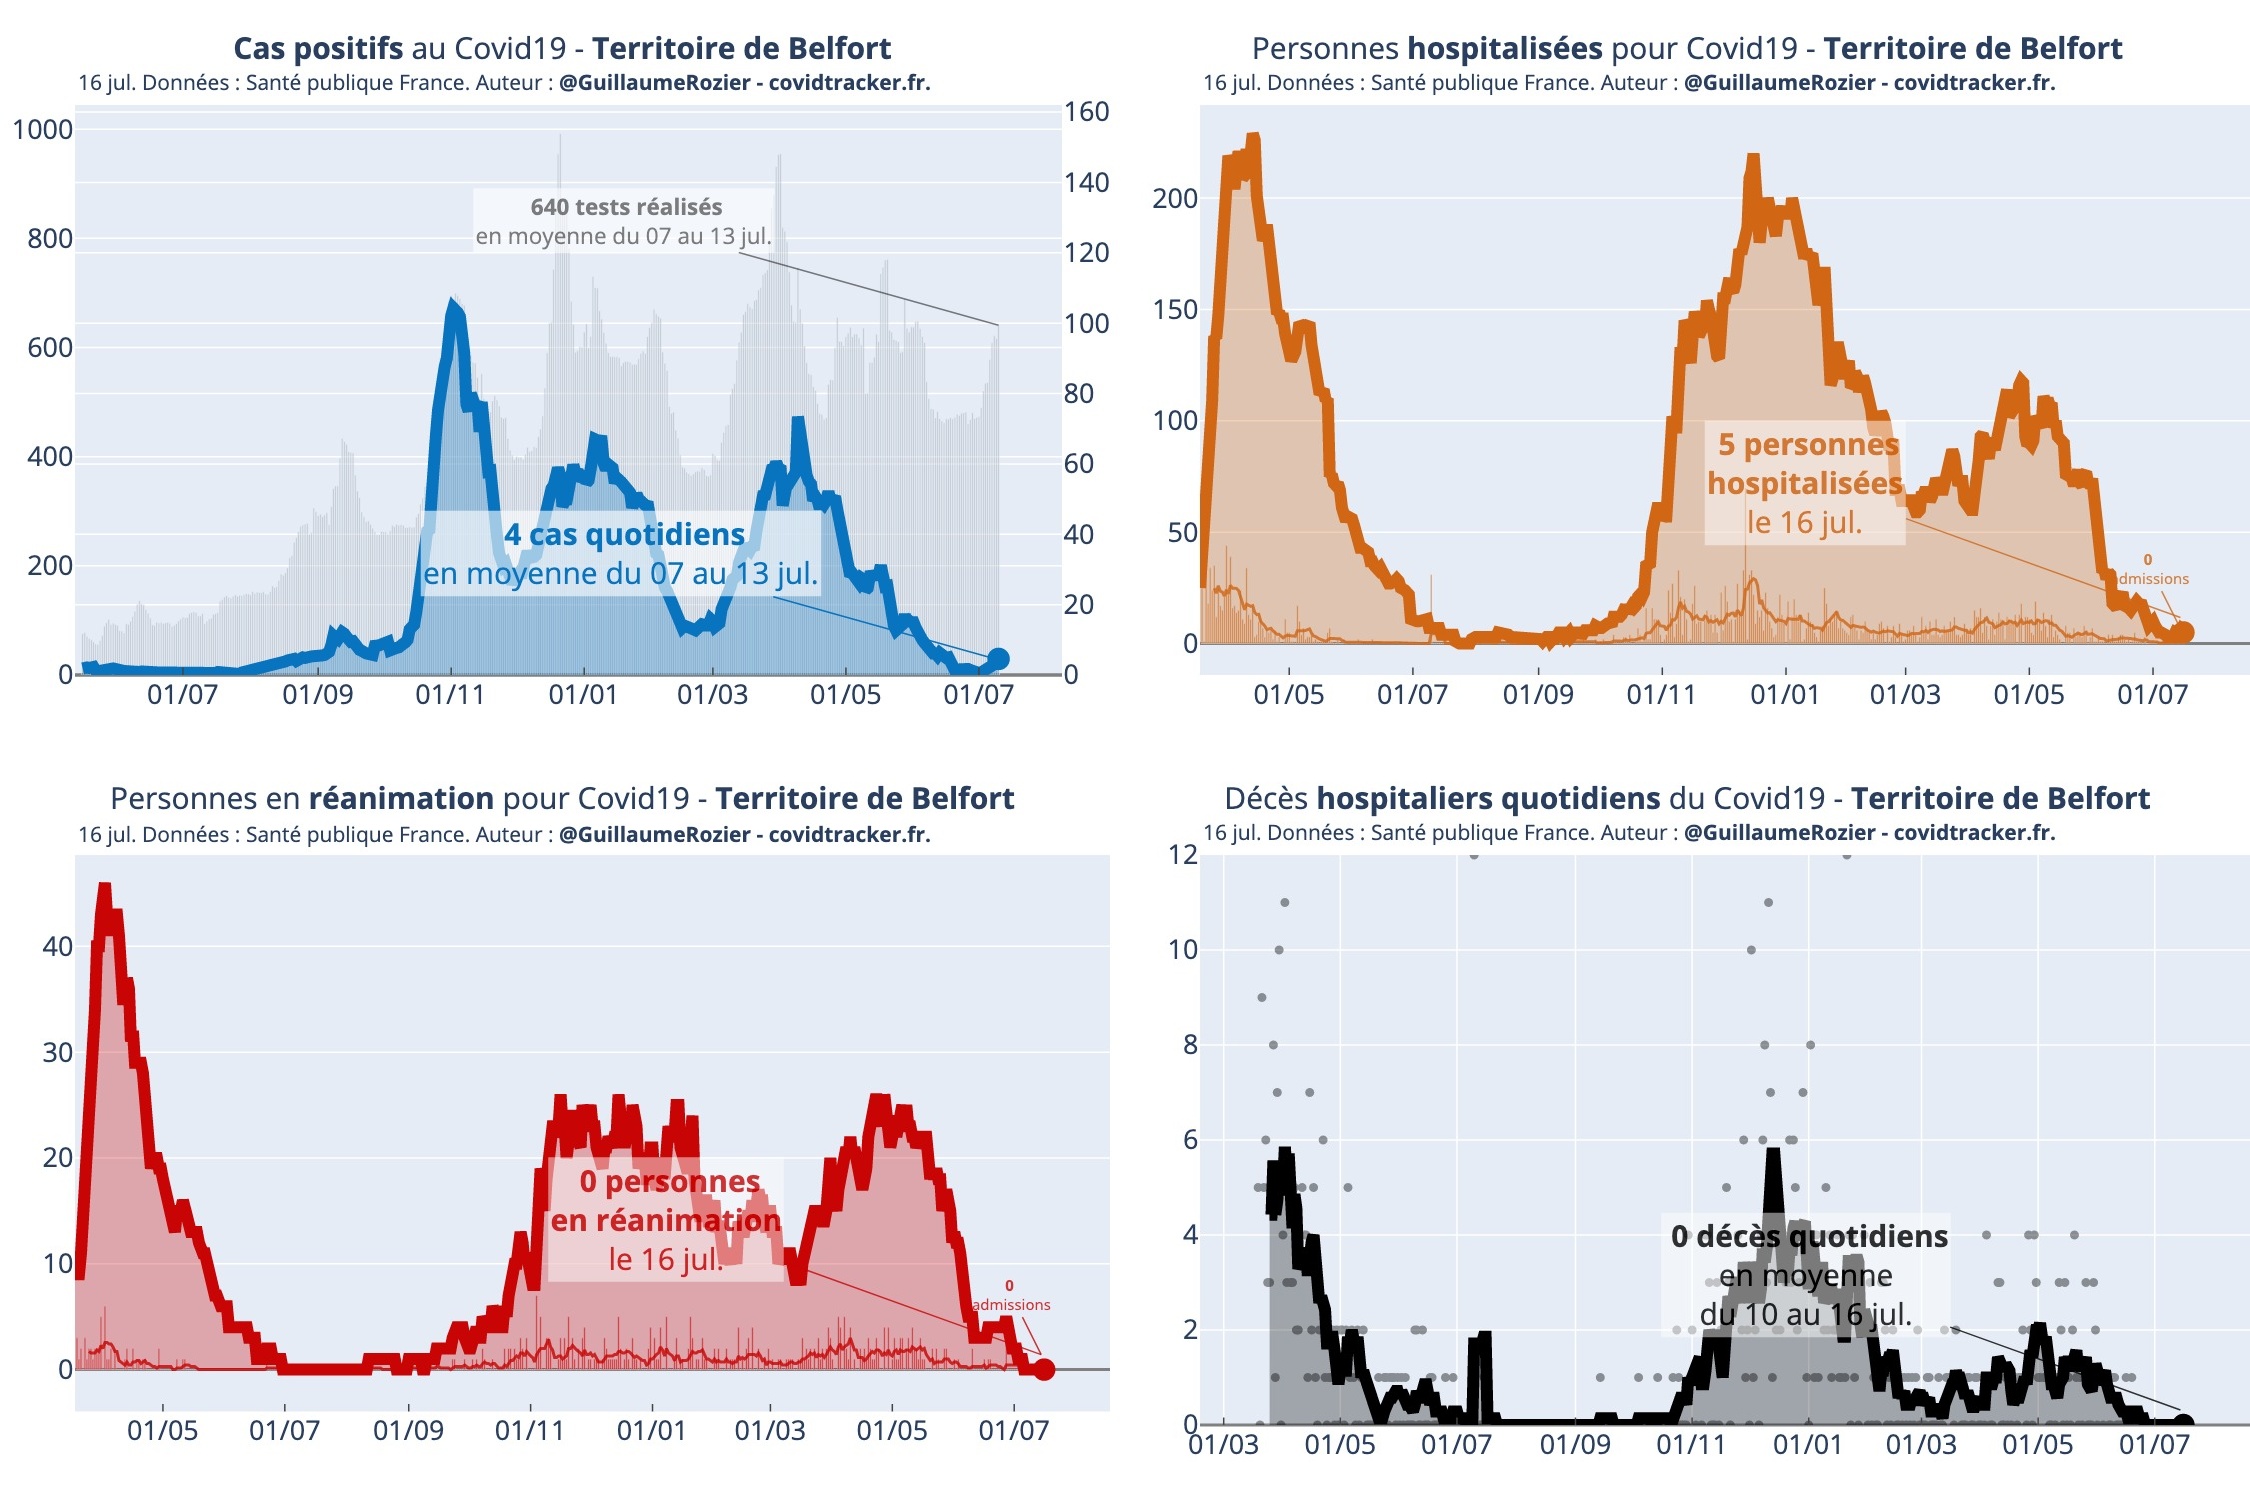 Cas positifs au Covid19 - Territoire de Belfort
16 jul. Données : Santé publique France. Auteur : @GuillaumeRozier - covidtracker.fr.
1000
800
600
400
200
0
160
140
120
100
80
60
40
20
0
640 tests réalisés
en moyenne du 07 au 13 jul.
4 cas quotidiens
en moyenne du 07 au 13 jul.
01/07 01/09 01/11 01/01 01/03 01/05 01/07
Personnes hospitalisées pour Covid19 - Territoire de Belfort
16 jul. Données : Santé publique France. Auteur : @GuillaumeRozier - covidtracker.fr.
200
150
100
50
0
5 personnes
hospitalisées
le 16 jul.
0
admissions
01/05 01/07 01/09 01/11 01/01 01/03 01/05 01/07
Personnes en réanimation pour Covid19 - Territoire de Belfort
16 jul. Données : Santé publique France. Auteur : @GuillaumeRozier - covidtracker.fr.
40
30
20
10
0
0 personnes
en réanimation
le 16 jul.
0
admissions
01/05 01/07 01/09 01/11 01/01 01/03 01/05 01/07
Décès hospitaliers quotidiens du Covid19 - Territoire de Belfort
16 jul. Données : Santé publique France. Auteur : @GuillaumeRozier - covidtracker.fr.
12
10
8
6
4
2
0
0 décès quotidiens
en moyenne
du 10 au 16 jul.
01/03 01/05 01/07 01/09 01/11 01/01 01/03 01/05 01/07